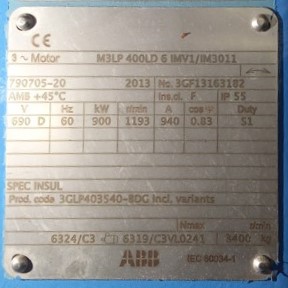 CE
3 ~ Motor M3LP 400LD 6 IMV1/IM3011
790705-20 2013 No. 3GF13163182
AMB +45°C Ins.cl. F IP 55
V Hz kW r/min A cos φ Duty
690 D 60 900 1193 940 0.83 S1
SPEC INSUL
Prod. code 3GLP403540-BDG incl. variants
Nmax r/min
6324/C3 6319/C3VL0241 3400 kg
ABB IEC 60034-1